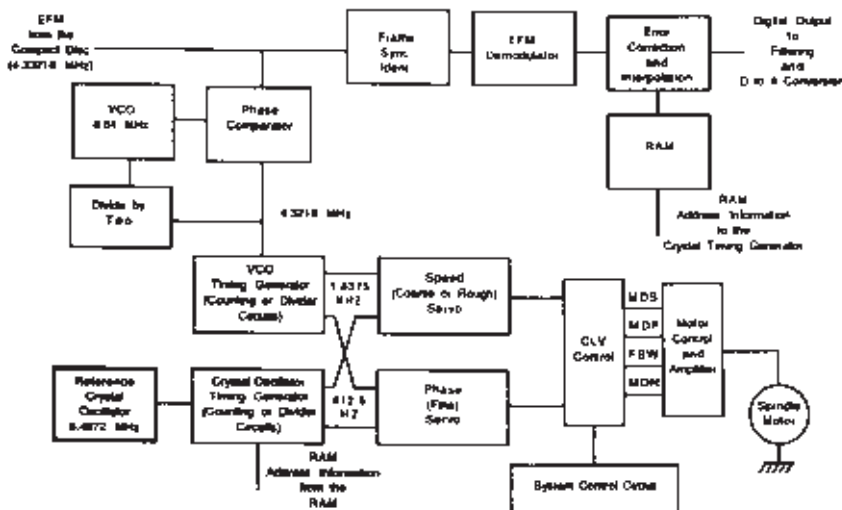 EFM
from the
Compact Disc
(4.3218 MHz)
Frame
Sync
Ident
EFM
Demodulator
Error
Correction
and
Interpolation
Digital Output
to
Filtering
and
D to A Conversion
VCO
8.64 MHz
Phase
Comparator
RAM
Divide by
Two
4.3218 MHz
RAM
Address Information
to the
Crystal Timing Generator
VCO
Timing Generator
(Counting or Divider
Circuits)
HZ
Speed
(Coarse or Rough)
Servo
CLV
Control
MDS
MDP
FSW
MON
Motor
Control
and
Amplifier
Reference
Crystal
Oscillator
8.4672 MHz
Crystal Oscillator
Timing Generator
(Counting or Divider
Circuits)
612.5
HZ
Phase
(Fine)
Servo
Spindle
Motor
RAM
Address Information
from the
RAM
System Control Circuit